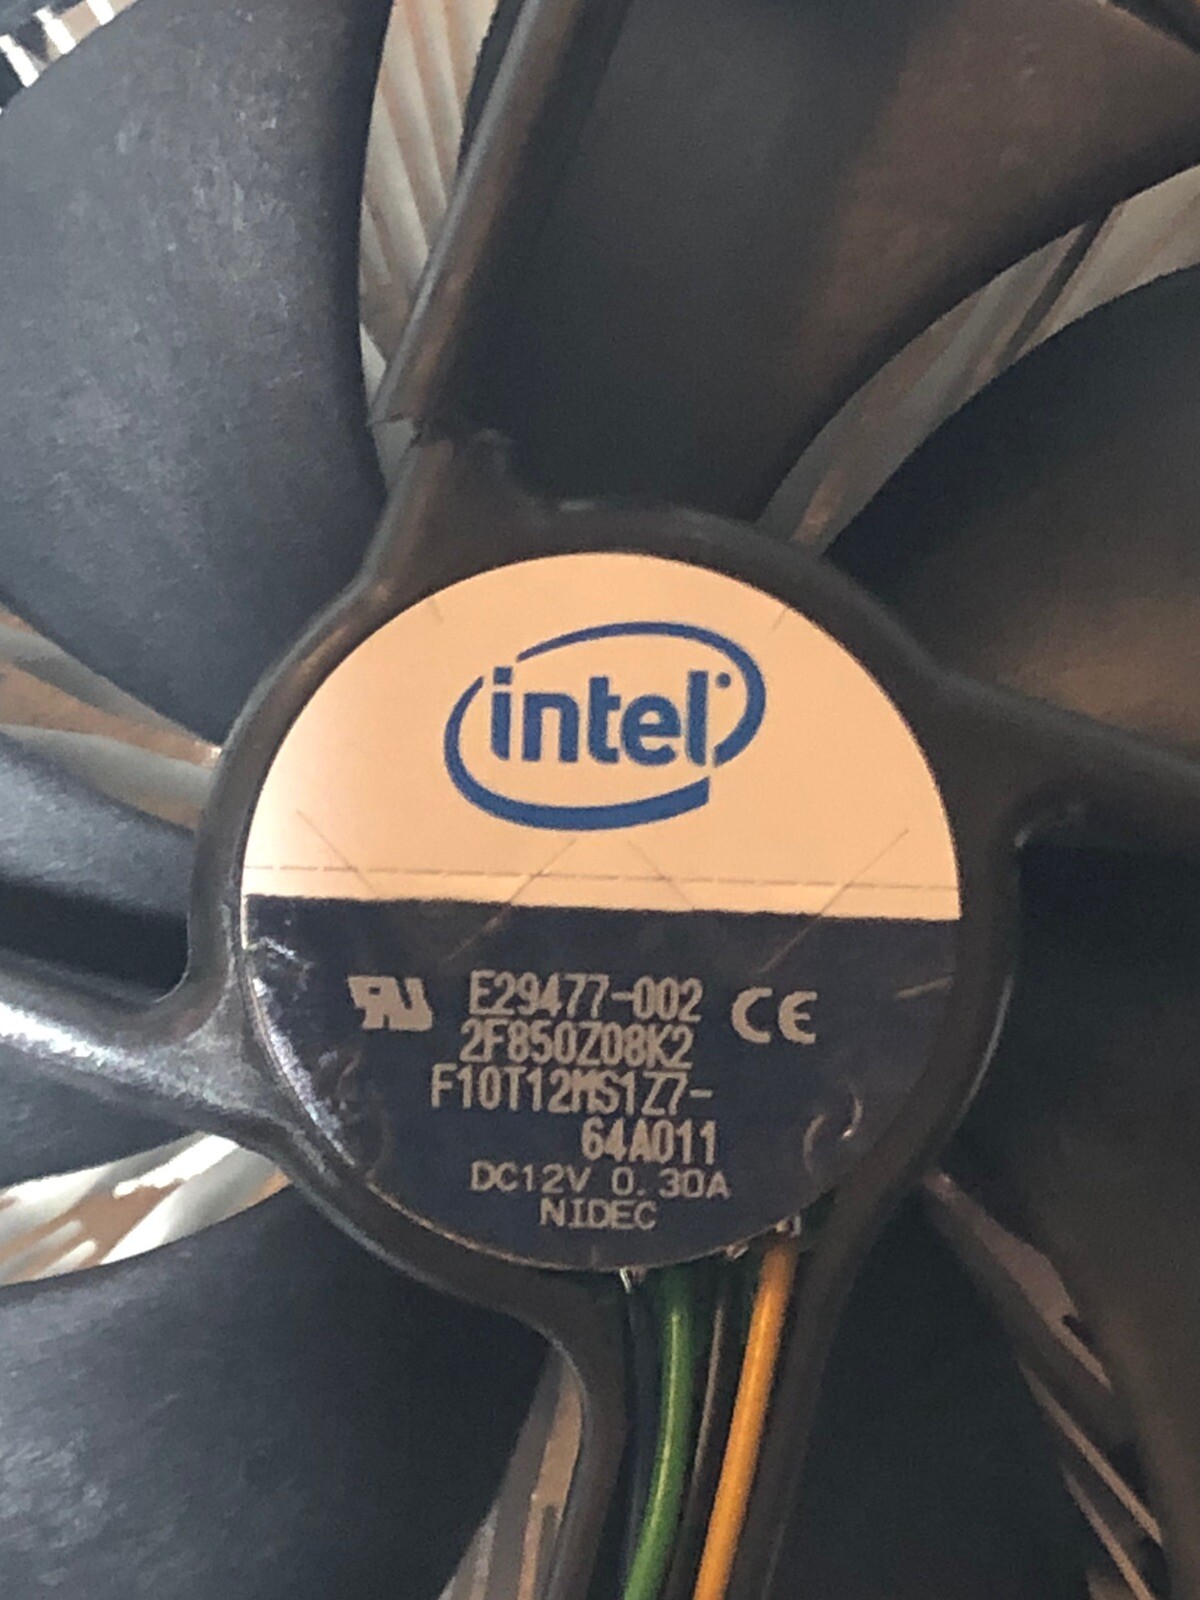 intel
E29477-002
2F850Z08K2
F10T12MS1Z7-
64A011
DC12V 0.30A
NIDEC